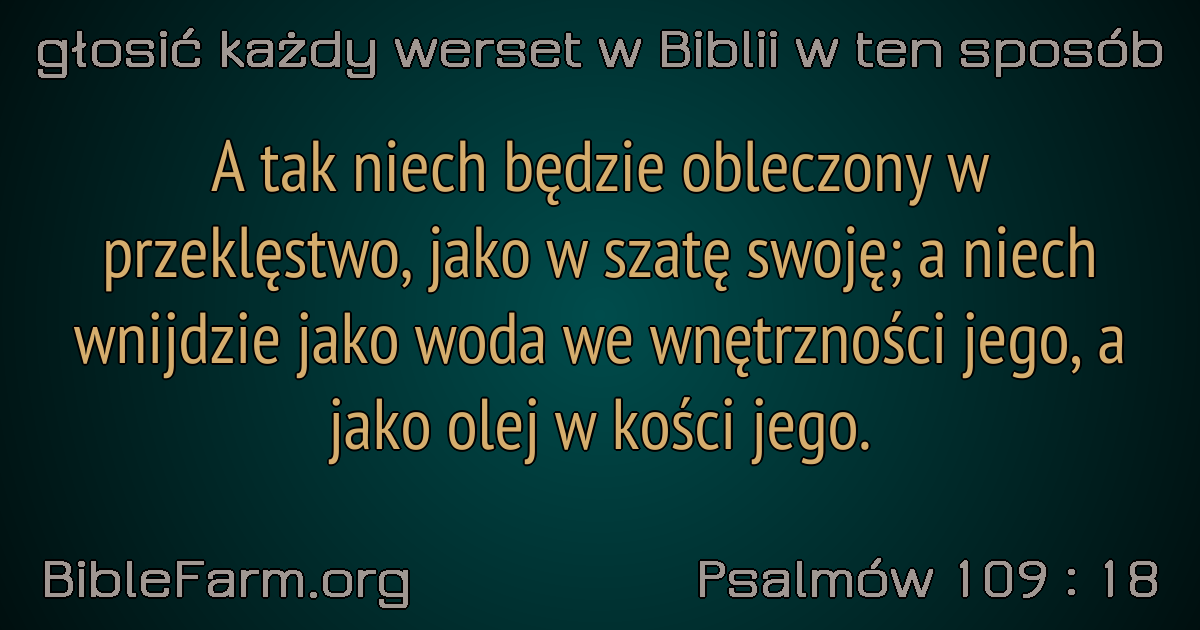 głosić każdy werset w Biblii w ten sposób
A tak niech będzie obleczony w
przeklęstwo, jako w szatę swoję; a niech
wnijdzie jako woda we wnętrzności jego, a
jako olej w kości jego.
BibleFarm.org
Psalmów 109 : 18